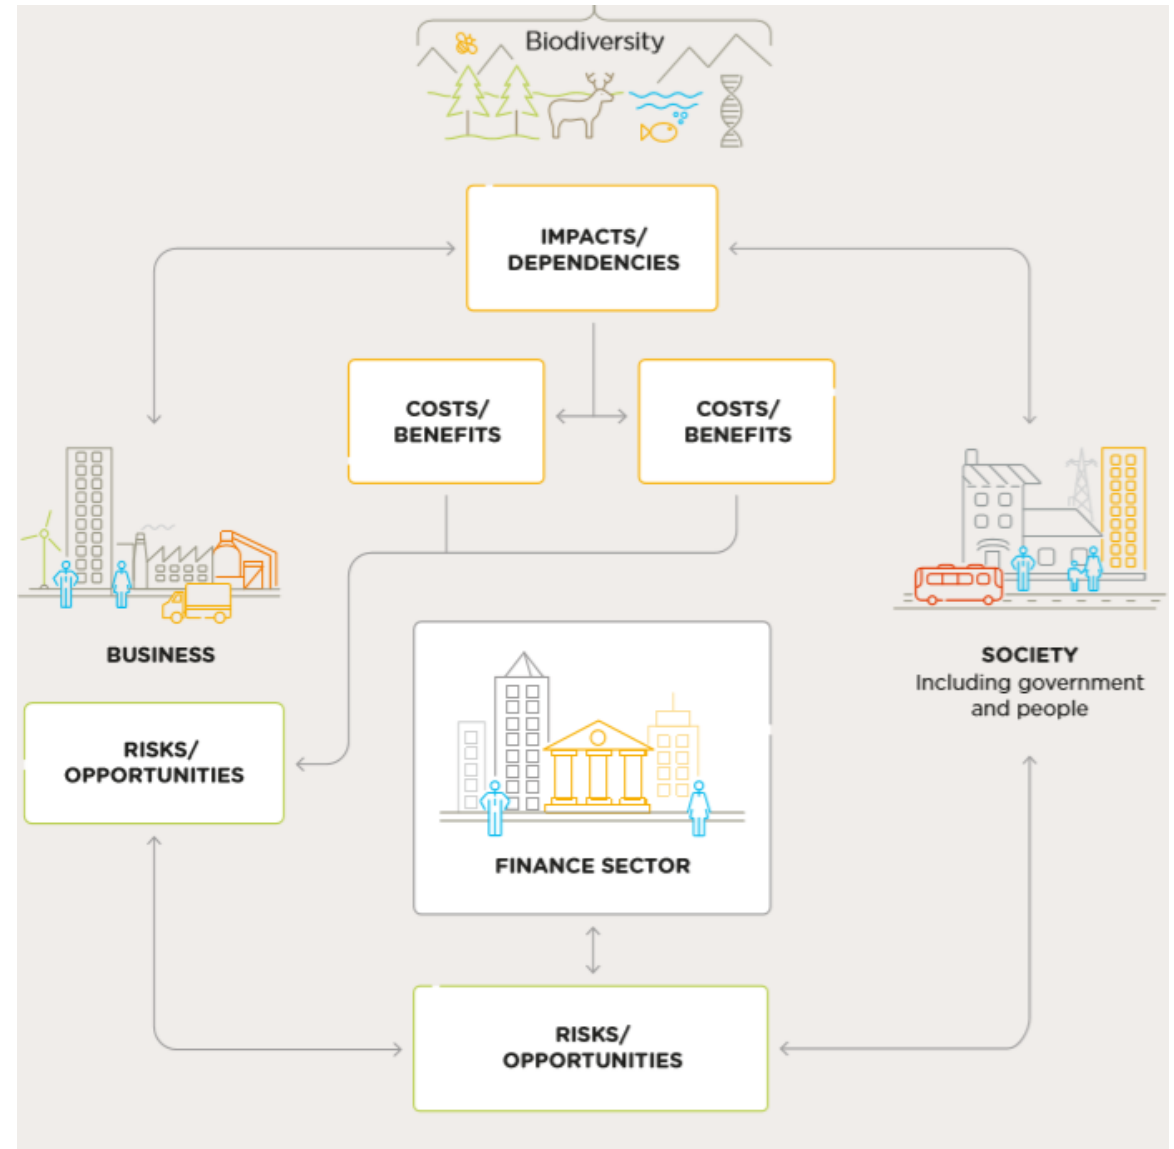 Biodiversity
IMPACTS/
DEPENDENCIES
COSTS/
BENEFITS
COSTS/
BENEFITS
BUSINESS
SOCIETY
Including government
and people
RISKS/
OPPORTUNITIES
FINANCE SECTOR
RISKS/
OPPORTUNITIES